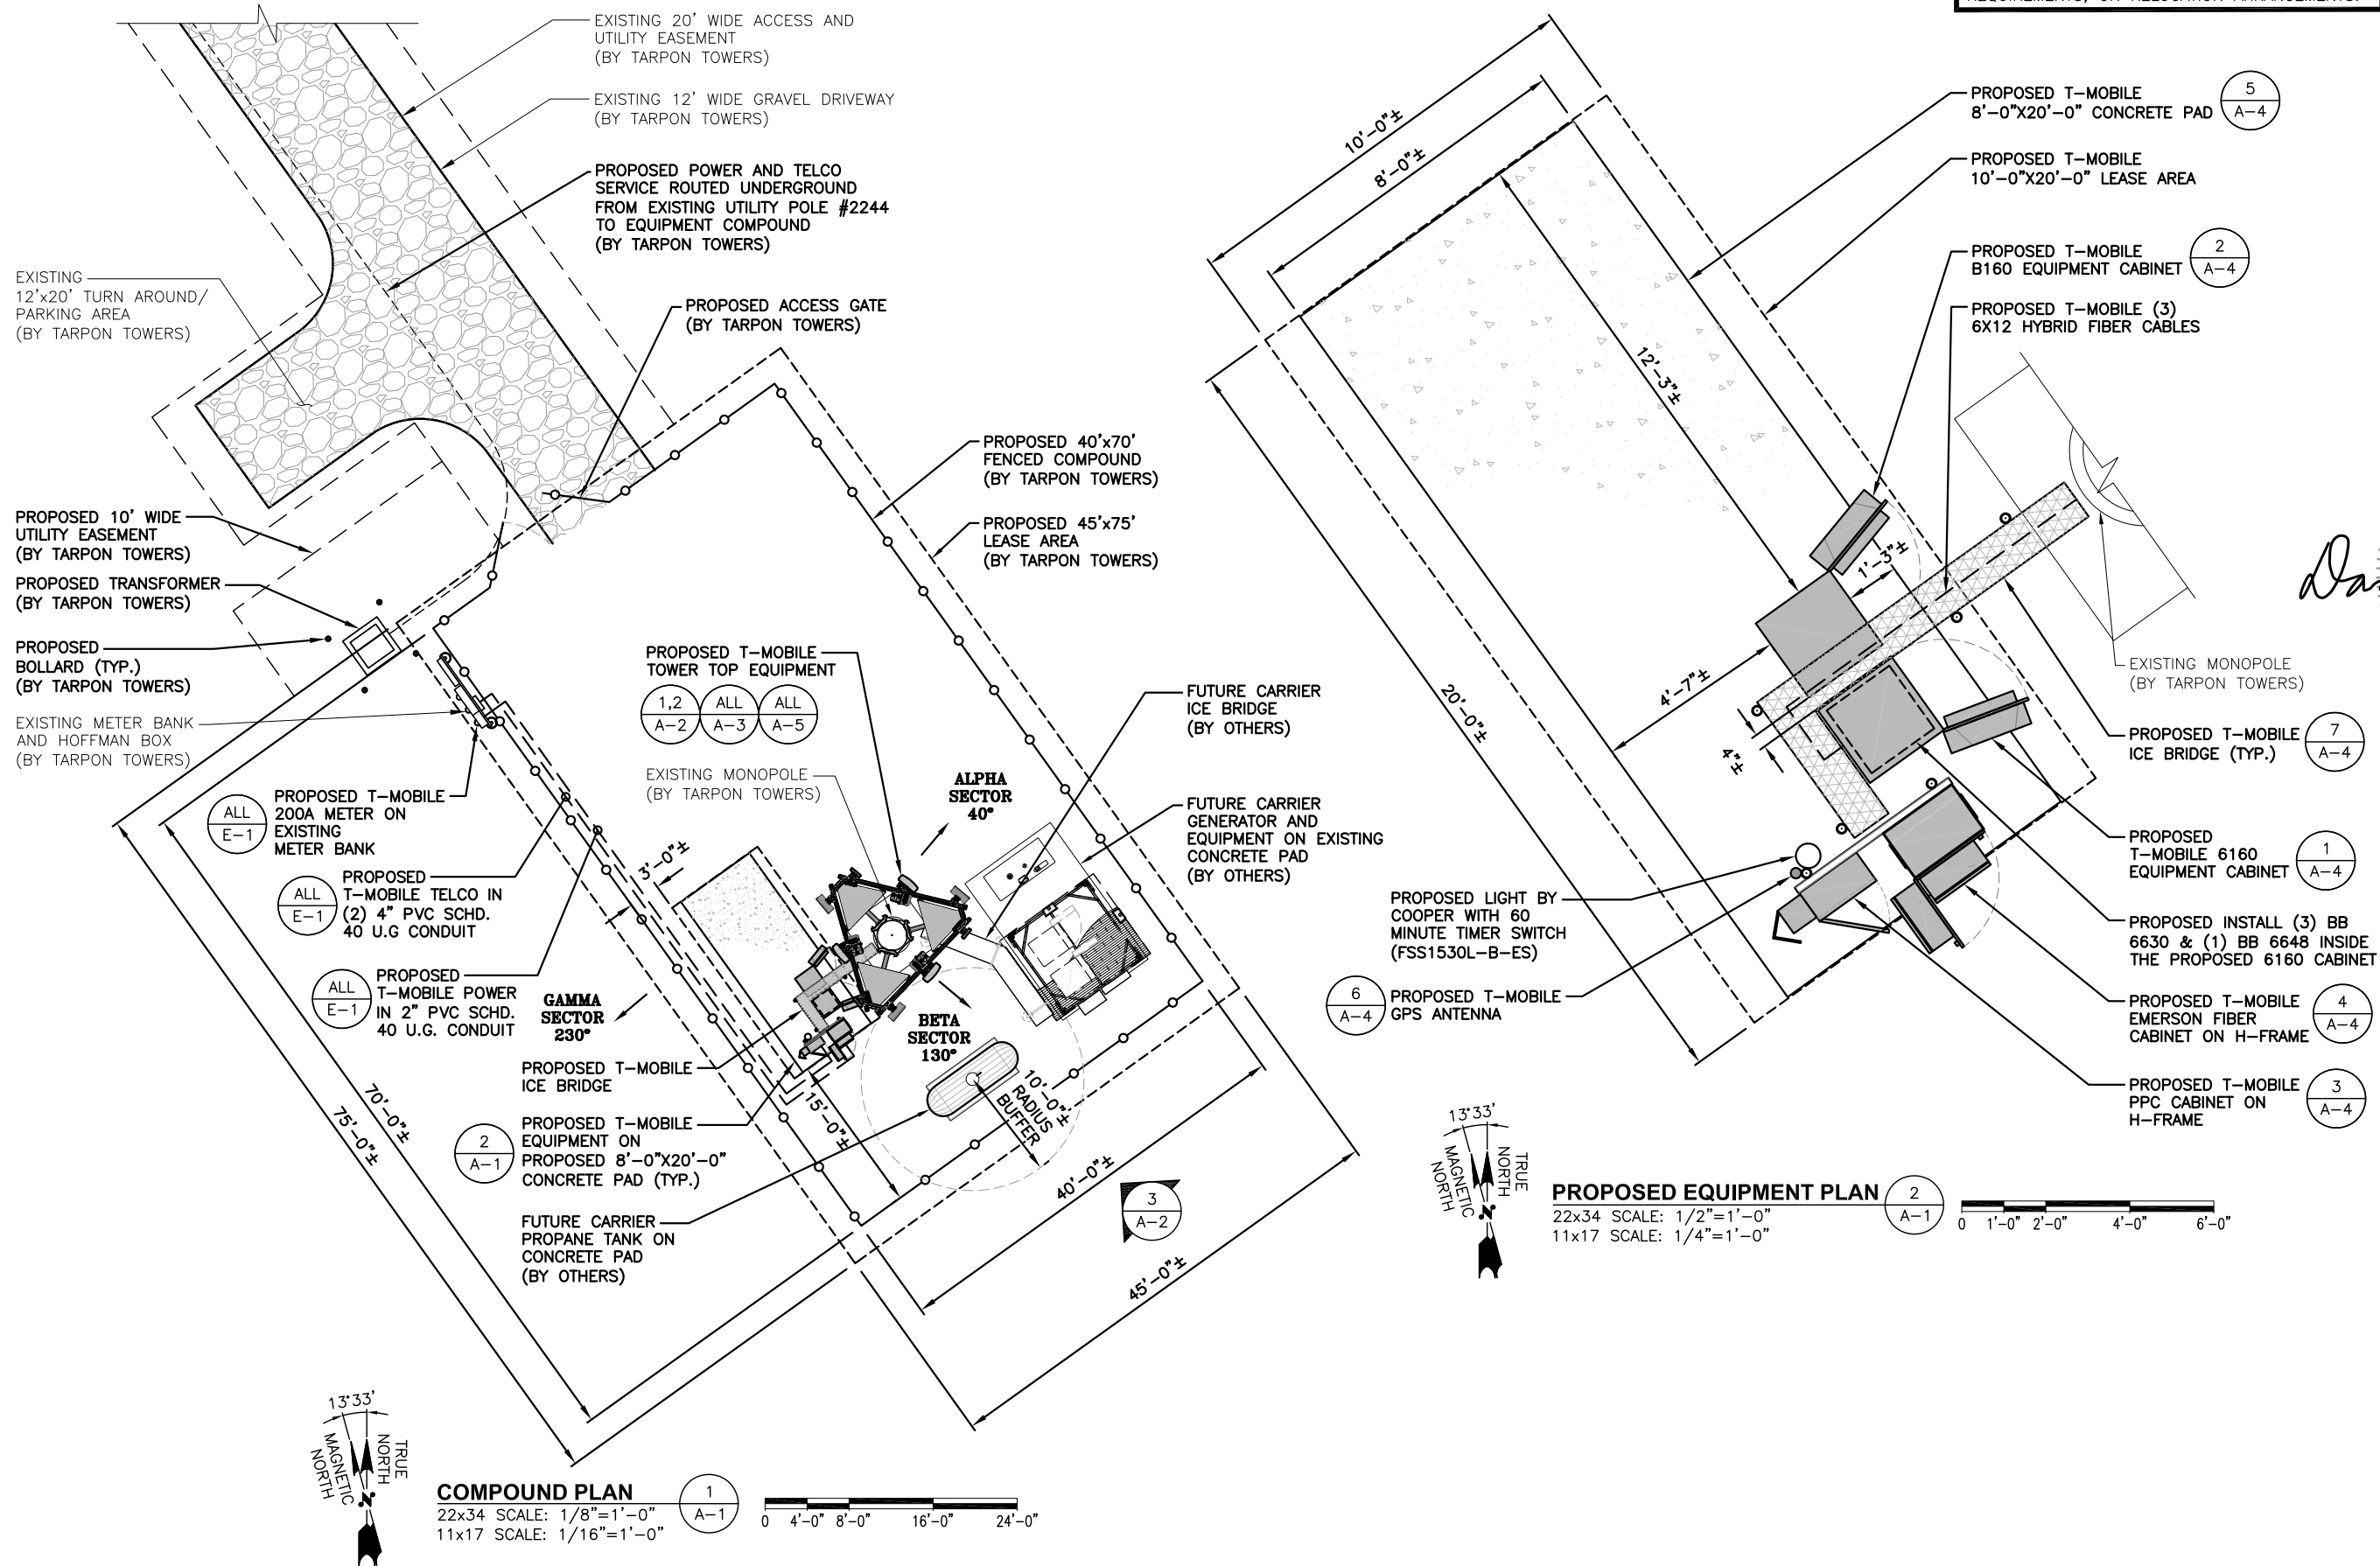 EXISTING 20' WIDE ACCESS AND
UTILITY EASEMENT
(BY TARPON TOWERS)
EXISTING 12' WIDE GRAVEL DRIVEWAY
(BY TARPON TOWERS)
PROPOSED POWER AND TELCO
SERVICE ROUTED UNDERGROUND
FROM EXISTING UTILITY POLE #2244
TO EQUIPMENT COMPOUND
(BY TARPON TOWERS)
EXISTING
12'x20' TURN AROUND/
PARKING AREA
(BY TARPON TOWERS)
PROPOSED ACCESS GATE
(BY TARPON TOWERS)
PROPOSED 40'x70'
FENCED COMPOUND
(BY TARPON TOWERS)
PROPOSED 45'x75'
LEASE AREA
(BY TARPON TOWERS)
PROPOSED 10' WIDE
UTILITY EASEMENT
(BY TARPON TOWERS)
PROPOSED TRANSFORMER
(BY TARPON TOWERS)
PROPOSED
BOLLARD (TYP.)
(BY TARPON TOWERS)
EXISTING METER BANK
AND HOFFMAN BOX
(BY TARPON TOWERS)
PROPOSED T-MOBILE
TOWER TOP EQUIPMENT
1,2
A-2
ALL
A-3
ALL
A-5
EXISTING MONOPOLE
(BY TARPON TOWERS)
FUTURE CARRIER
ICE BRIDGE
(BY OTHERS)
FUTURE CARRIER
GENERATOR AND
EQUIPMENT ON EXISTING
CONCRETE PAD
(BY OTHERS)
ALPHA
SECTOR
40°
ALL
E-1
PROPOSED T-MOBILE
200A METER ON
EXISTING
METER BANK
ALL
E-1
PROPOSED
T-MOBILE TELCO IN
(2) 4" PVC SCHD.
40 U.G CONDUIT
ALL
E-1
PROPOSED
T-MOBILE POWER
IN 2" PVC SCHD.
40 U.G. CONDUIT
3'-0"±
GAMMA
SECTOR
230°
BETA
SECTOR
130°
PROPOSED T-MOBILE
ICE BRIDGE
2
A-1
PROPOSED T-MOBILE
EQUIPMENT ON
PROPOSED 8'-0"X20'-0"
CONCRETE PAD (TYP.)
FUTURE CARRIER
PROPANE TANK ON
CONCRETE PAD
(BY OTHERS)
15'-0"±
10'-0"±
RADIUS
BUFFER
70'-0"±
75'-0"±
40'-0"±
45'-0"±
3
A-2
13°33'
MAGNETIC
NORTH
TRUE
NORTH
N
COMPOUND PLAN
22x34 SCALE: 1/8"=1'-0"
11x17 SCALE: 1/16"=1'-0"
1
A-1
0 4'-0" 8'-0" 16'-0" 24'-0"
10'-0"±
8'-0"±
12'-3"±
20'-0"±
4'-7"±
1'-3"±
4"±
PROPOSED T-MOBILE
8'-0"X20'-0" CONCRETE PAD
5
A-4
PROPOSED T-MOBILE
10'-0"X20'-0" LEASE AREA
PROPOSED T-MOBILE
B160 EQUIPMENT CABINET
2
A-4
PROPOSED T-MOBILE (3)
6X12 HYBRID FIBER CABLES
EXISTING MONOPOLE
(BY TARPON TOWERS)
PROPOSED T-MOBILE
ICE BRIDGE (TYP.)
7
A-4
PROPOSED
T-MOBILE 6160
EQUIPMENT CABINET
1
A-4
PROPOSED INSTALL (3) BB
6630 & (1) BB 6648 INSIDE
THE PROPOSED 6160 CABINET
PROPOSED T-MOBILE
EMERSON FIBER
CABINET ON H-FRAME
4
A-4
PROPOSED T-MOBILE
PPC CABINET ON
H-FRAME
3
A-4
PROPOSED LIGHT BY
COOPER WITH 60
MINUTE TIMER SWITCH
(FSS1530L-B-ES)
6
A-4
PROPOSED T-MOBILE
GPS ANTENNA
13°33'
MAGNETIC
NORTH
TRUE
NORTH
N
PROPOSED EQUIPMENT PLAN
22x34 SCALE: 1/2"=1'-0"
11x17 SCALE: 1/4"=1'-0"
2
A-1
0 1'-0" 2'-0" 4'-0" 6'-0"